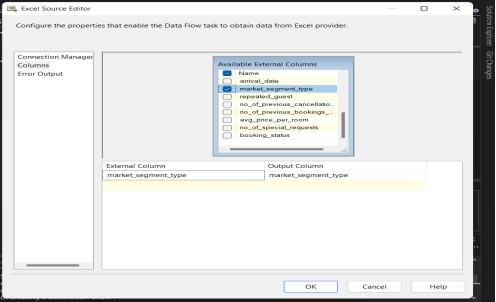 Excel Source Editor
Configure the properties that enable the Data Flow task to obtain data from Excel provider.
Connection Manager
Columns
Error Output
Available External Columns
Name
arrival_date
market_segment_type
repeated_guest
no_of_previous_cancellatio...
no_of_previous_bookings_...
avg_price_per_room
no_of_special_requests
booking_status
External Column Output Column
market_segment_type market_segment_type
OK Cancel Help
Solution Explorer Git Changes